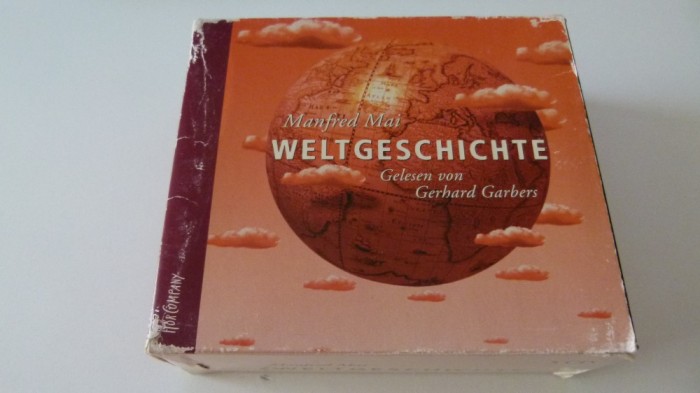 Manfred Mai
WELTGESCHICHTE
Gelesen von
Gerhard Garbers
HÖRCOMPANY